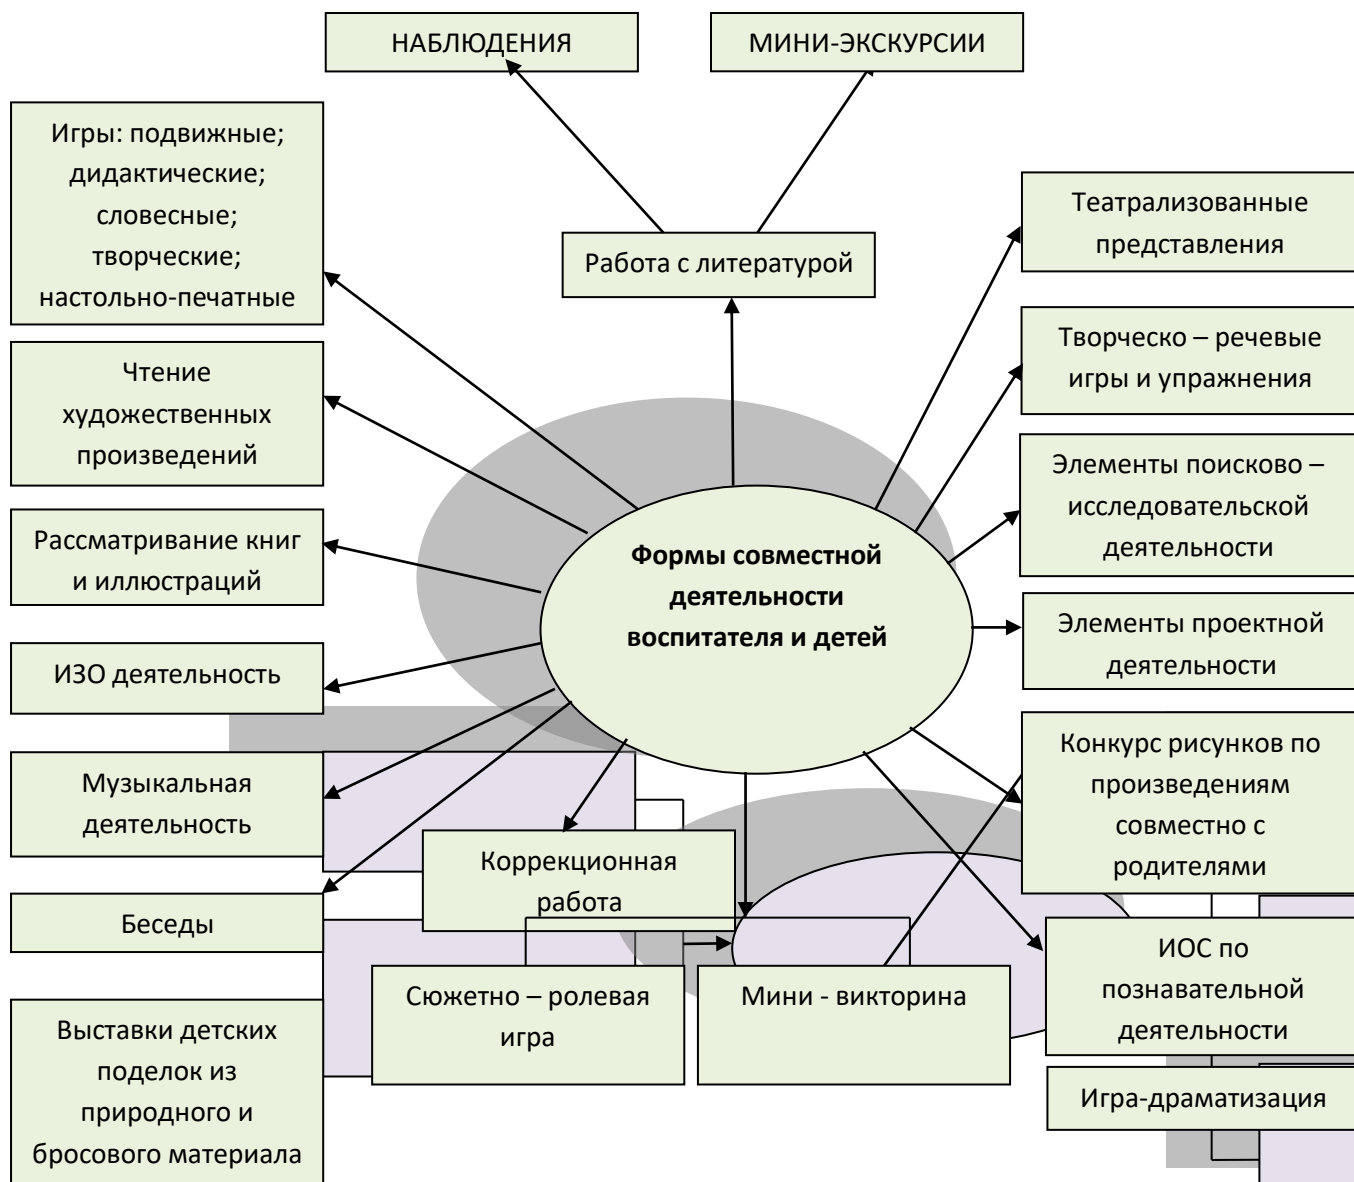 НАБЛЮДЕНИЯ
МИНИ-ЭКСКУРСИИ
Игры: подвижные;
дидактические;
словесные;
творческие;
настольно-печатные
Театрализованные
представления
Работа с литературой
Творческо – речевые
игры и упражнения
Чтение
художественных
произведений
Элементы поисково –
исследовательской
деятельности
Рассматривание книг
и иллюстраций
Формы совместной
деятельности
воспитателя и детей
Элементы проектной
деятельности
ИЗО деятельность
Конкурс рисунков по
произведениям
совместно с
родителями
Музыкальная
деятельность
Коррекционная
работа
Беседы
ИОС по
познавательной
деятельности
Сюжетно – ролевая
игра
Мини - викторина
Выставки детских
поделок из
природного и
бросового материала
Игра-драматизация